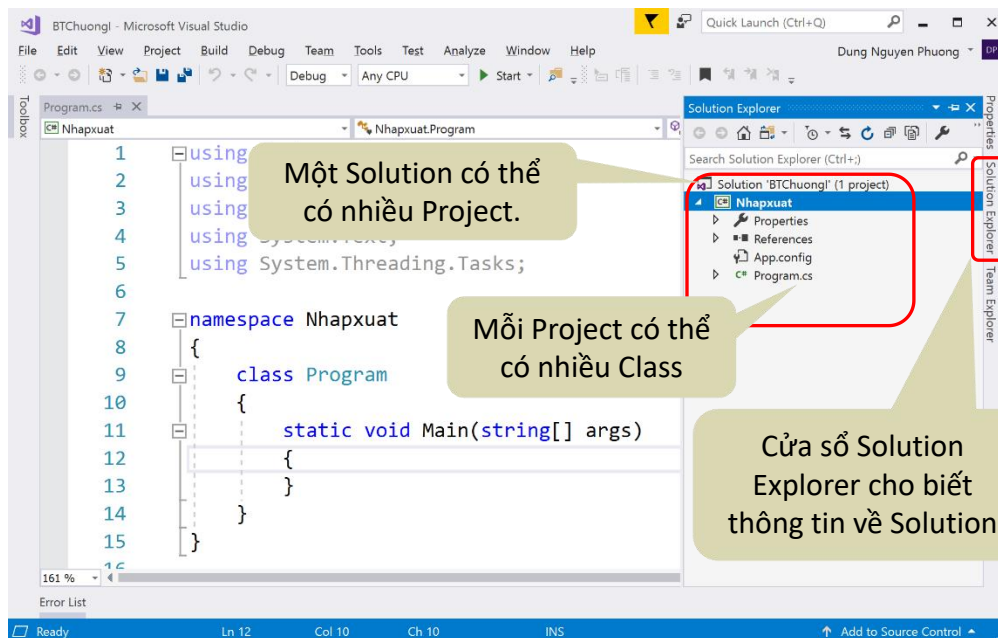 BTChuongI - Microsoft Visual Studio
Quick Launch (Ctrl+Q)
File Edit View Project Build Debug Team Tools Test Analyze Window Help
Dung Nguyen Phuong
DP
Debug Any CPU Start
Toolbox
Program.cs
Nhapxuat
Nhapxuat.Program
1 using
2 using
3 using
4 using System.Text;
5 using System.Threading.Tasks;
6
7 namespace Nhapxuat
8 {
9 class Program
10 {
11 static void Main(string[] args)
12 {
13 }
14 }
15 }
16
Một Solution có thể
có nhiều Project.
Mỗi Project có thể
có nhiều Class
Solution Explorer
Search Solution Explorer (Ctrl+;)
Solution 'BTChuongI' (1 project)
C# Nhapxuat
Properties
References
App.config
C# Program.cs
Properties
Solution Explorer
Team Explorer
Cửa sổ Solution
Explorer cho biết
thông tin về Solution
161 %
Error List
Ready Ln 12 Col 10 Ch 10 INS Add to Source Control